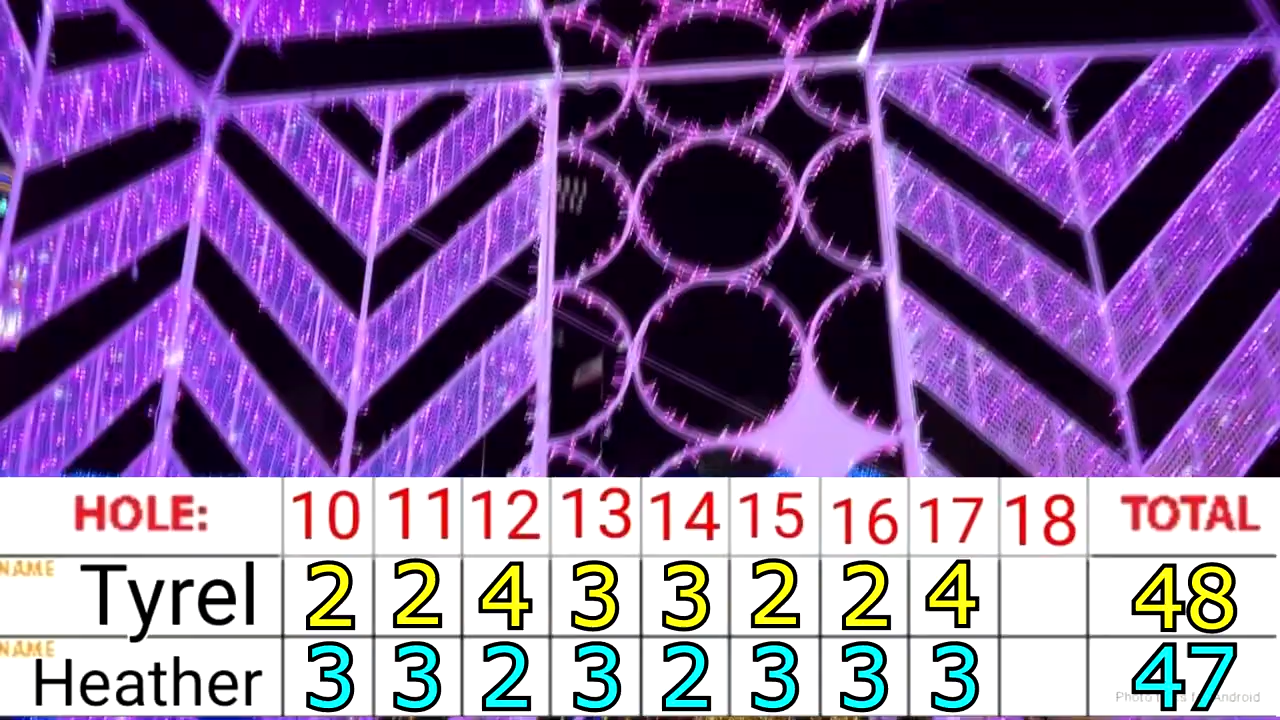 HOLE: 10 11 12 13 14 15 16 17 18 TOTAL
NAME
Tyrel 2 2 4 3 3 2 2 4 48
NAME
Heather 3 3 2 3 2 3 3 3 47